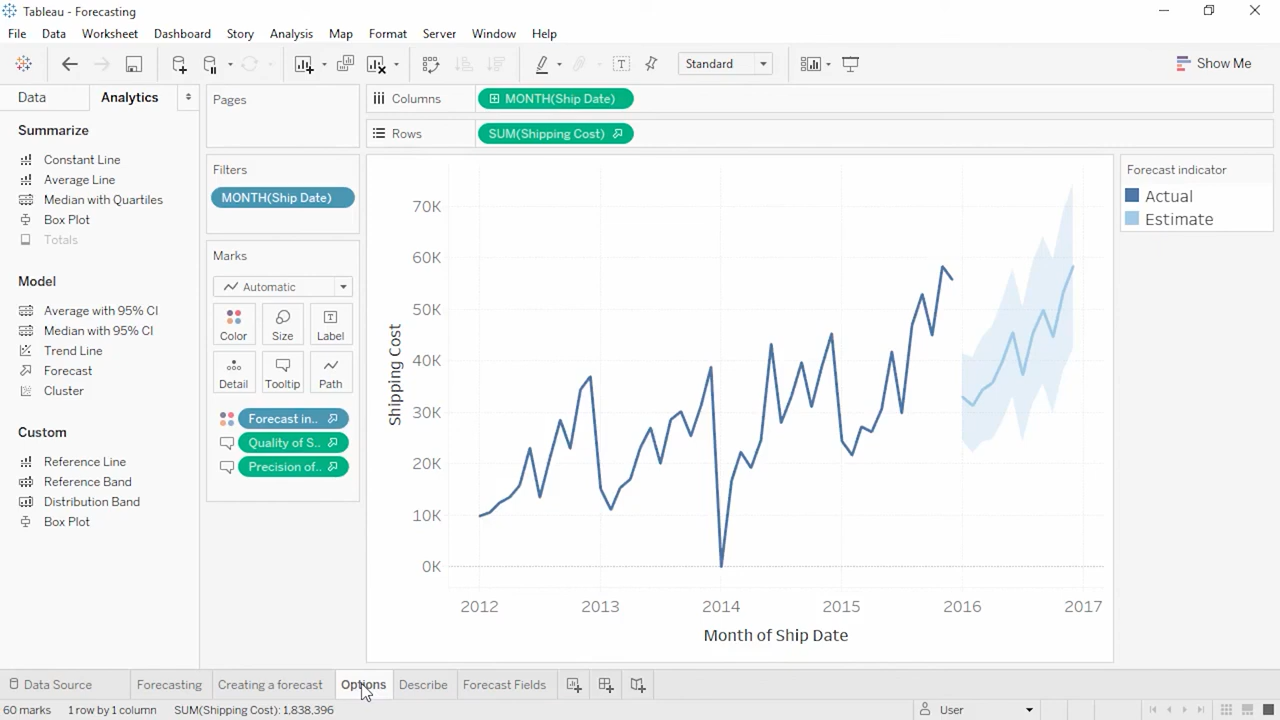 Tableau - Forecasting
File Data Worksheet Dashboard Story Analysis Map Format Server Window Help
Standard
Show Me
Data Analytics
Summarize
Constant Line
Average Line
Median with Quartiles
Box Plot
Totals
Model
Average with 95% CI
Median with 95% CI
Trend Line
Forecast
Cluster
Custom
Reference Line
Reference Band
Distribution Band
Box Plot
Pages
Filters
MONTH(Ship Date)
Marks
Automatic
Color Size Label
Detail Tooltip Path
Forecast in..
Quality of S..
Precision of..
Columns MONTH(Ship Date)
Rows SUM(Shipping Cost)
70K
60K
50K
40K
30K
20K
10K
0K
Shipping Cost
2012 2013 2014 2015 2016 2017
Month of Ship Date
Forecast indicator
Actual
Estimate
Data Source Forecasting Creating a forecast Options Describe Forecast Fields
60 marks 1 row by 1 column SUM(Shipping Cost): 1,838,396 User